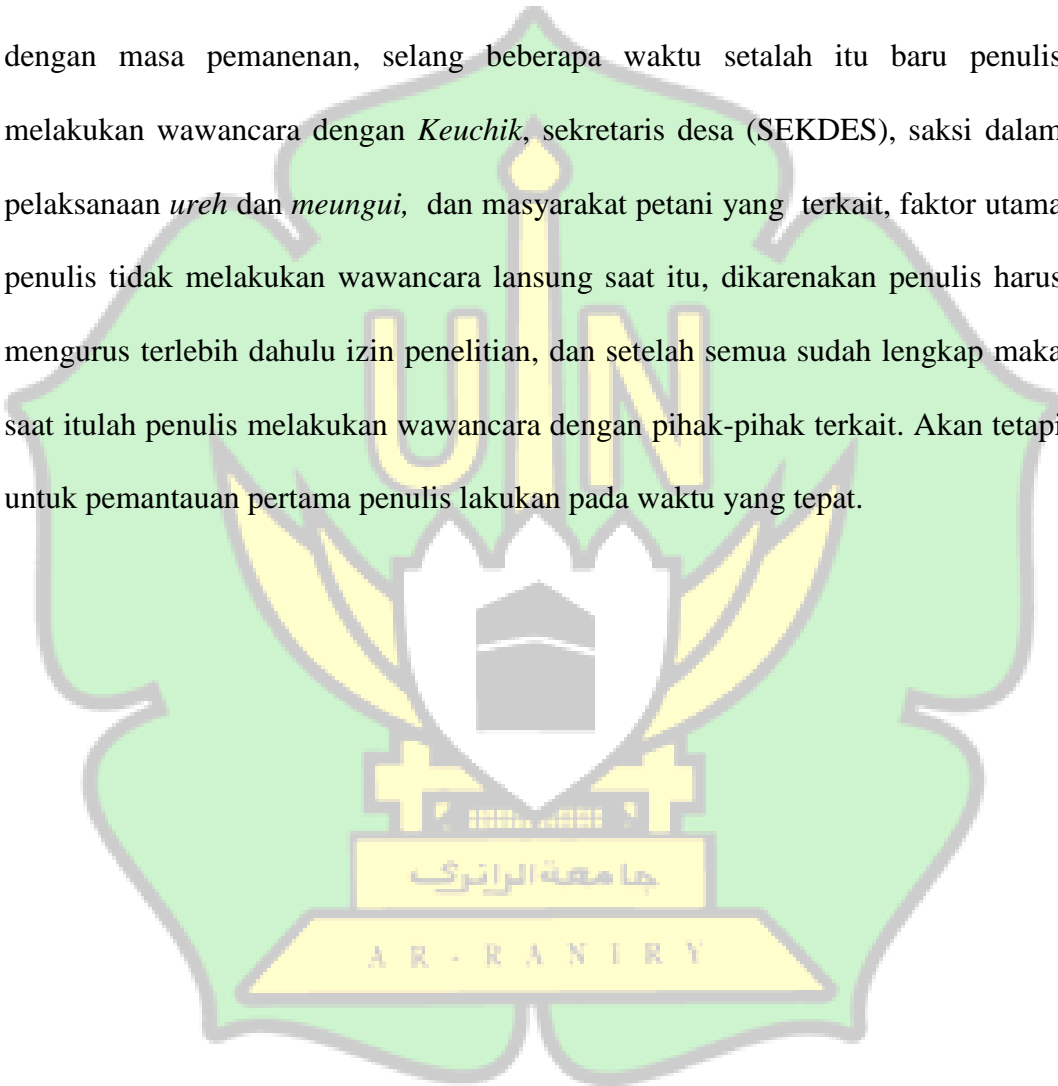 dengan masa pemanenan, selang beberapa waktu setalah itu baru penulis
melakukan wawancara dengan Keuchik, sekretaris desa (SEKDES), saksi dalam
pelaksanaan ureh dan meungui, dan masyarakat petani yang terkait, faktor utama
penulis tidak melakukan wawancara lansung saat itu, dikarenakan penulis harus
mengurus terlebih dahulu izin penelitian, dan setelah semua sudah lengkap maka
saat itulah penulis melakukan wawancara dengan pihak-pihak terkait. Akan tetapi
untuk pemantauan pertama penulis lakukan pada waktu yang tepat.
UIN
جامعة الرانري
AR-RANIRY